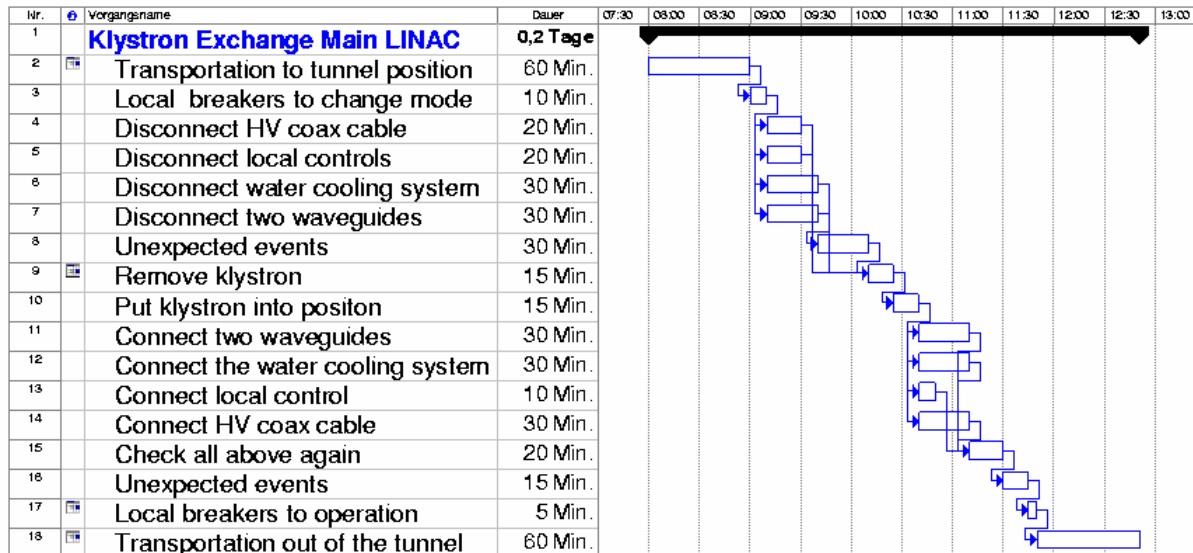 Nr. Vorgangsname Dauer 07:30 08:00 08:30 09:00 09:30 10:00 10:30 11:00 11:30 12:00 12:30 13:00
1 Klystron Exchange Main LINAC 0,2 Tage
2 Transportation to tunnel position 60 Min.
3 Local breakers to change mode 10 Min.
4 Disconnect HV coax cable 20 Min.
5 Disconnect local controls 20 Min.
6 Disconnect water cooling system 30 Min.
7 Disconnect two waveguides 30 Min.
8 Unexpected events 30 Min.
9 Remove klystron 15 Min.
10 Put klystron into positon 15 Min.
11 Connect two waveguides 30 Min.
12 Connect the water cooling system 30 Min.
13 Connect local control 10 Min.
14 Connect HV coax cable 30 Min.
15 Check all above again 20 Min.
16 Unexpected events 15 Min.
17 Local breakers to operation 5 Min.
18 Transportation out of the tunnel 60 Min.